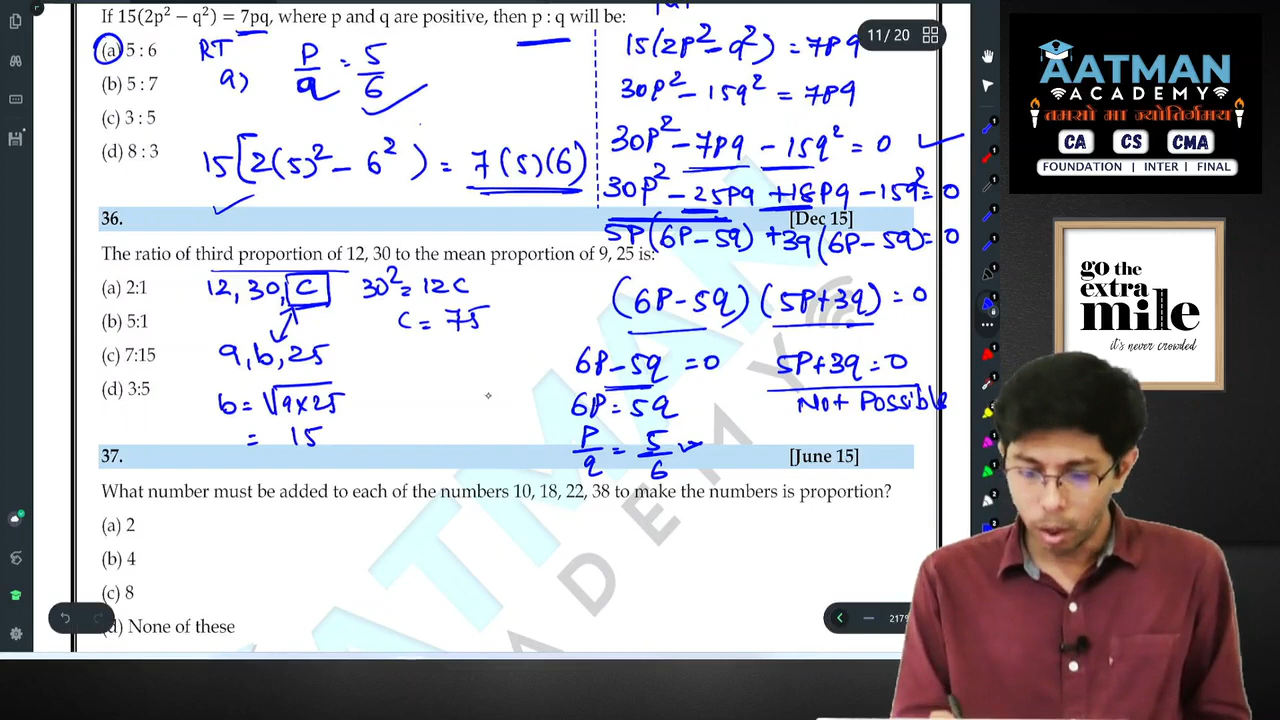 If 15(2p² − q²) = 7pq, where p and q are positive, then p : q will be:
(a) 5 : 6
(b) 5 : 7
(c) 3 : 5
(d) 8 : 3
RT
a)
P/q = 5/6
15[2(5)² − 6²) = 7(5)(6)
15(2P² − q²) = 7Pq
30P² − 15q² = 7Pq
30P² − 7Pq − 15q² = 0
30P² − 25Pq + 18Pq − 15q² = 0
5P(6P − 5q) + 3q(6P − 5q) = 0
(6P − 5q)(5P + 3q) = 0
6P − 5q = 0
6P = 5q
P/q = 5/6
5P + 3q = 0
Not Possible
36. [Dec 15]
The ratio of third proportion of 12, 30 to the mean proportion of 9, 25 is:
(a) 2:1
(b) 5:1
(c) 7:15
(d) 3:5
12, 30, C
30² = 12C
C = 75
9, b, 25
b = √9×25
= 15
37. [June 15]
What number must be added to each of the numbers 10, 18, 22, 38 to make the numbers is proportion?
(a) 2
(b) 4
(c) 8
(d) None of these
11 / 20
217%
AATMAN
ACADEMY
तमसो मा ज्योतिर्गमय
CA CS CMA
FOUNDATION | INTER | FINAL
go the
extra
mile
it's never crowded